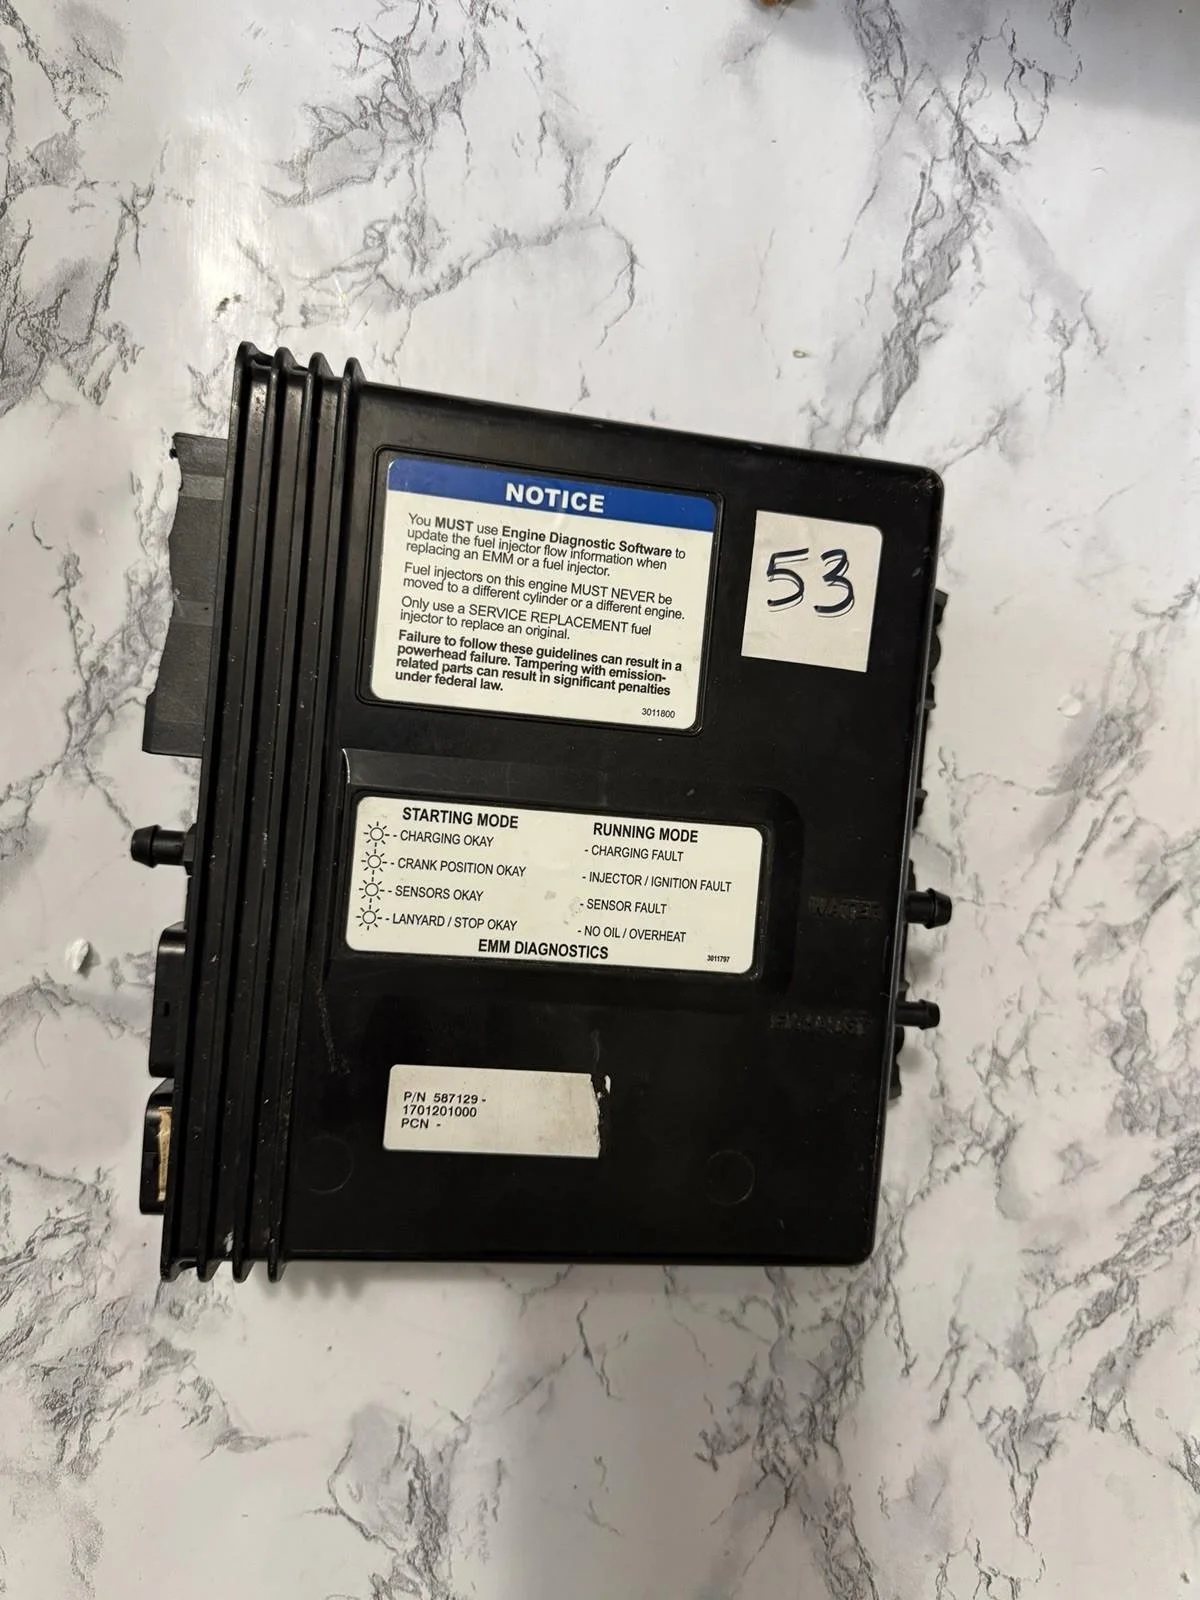 NOTICE
You MUST use Engine Diagnostic Software to
update the fuel injector flow information when
replacing an EMM or a fuel injector.
Fuel injectors on this engine MUST NEVER be
moved to a different cylinder or a different engine.
Only use a SERVICE REPLACEMENT fuel
injector to replace an original.
Failure to follow these guidelines can result in a
powerhead failure. Tampering with emission-
related parts can result in significant penalties
under federal law.
3011800
53
STARTING MODE
- CHARGING OKAY
- CRANK POSITION OKAY
- SENSORS OKAY
- LANYARD / STOP OKAY
RUNNING MODE
- CHARGING FAULT
- INJECTOR / IGNITION FAULT
- SENSOR FAULT
- NO OIL / OVERHEAT
EMM DIAGNOSTICS
3011797
WATER
EXHAUST
P/N 587129 -
1701201000
PCN -